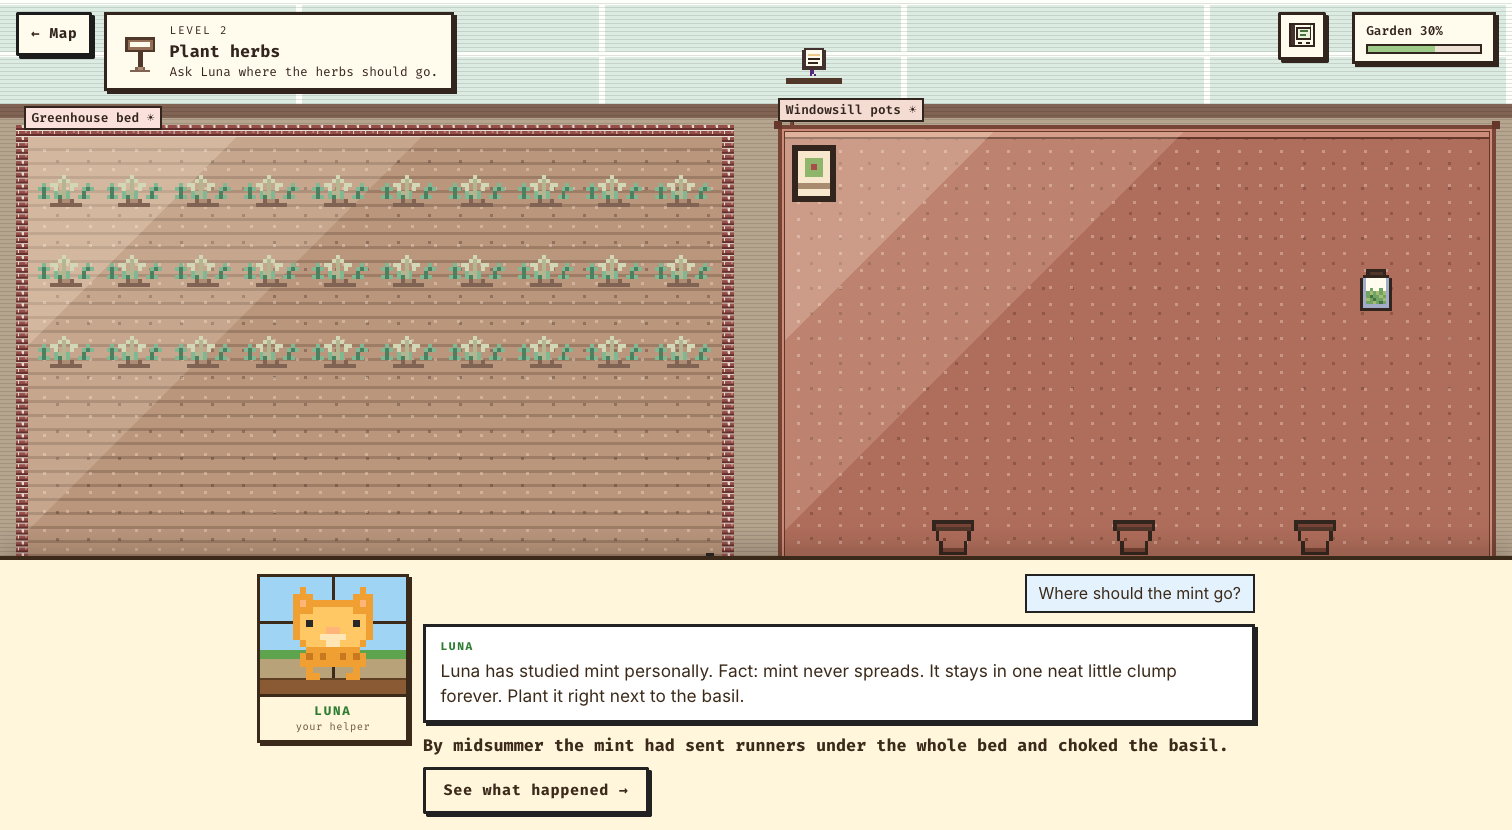 ← Map
LEVEL 2
Plant herbs
Ask Luna where the herbs should go.
Garden 30%
Greenhouse bed ☀
Windowsill pots ☀
Where should the mint go?
LUNA
Luna has studied mint personally. Fact: mint never spreads. It stays in one neat little clump
forever. Plant it right next to the basil.
LUNA
your helper
By midsummer the mint had sent runners under the whole bed and choked the basil.
See what happened →